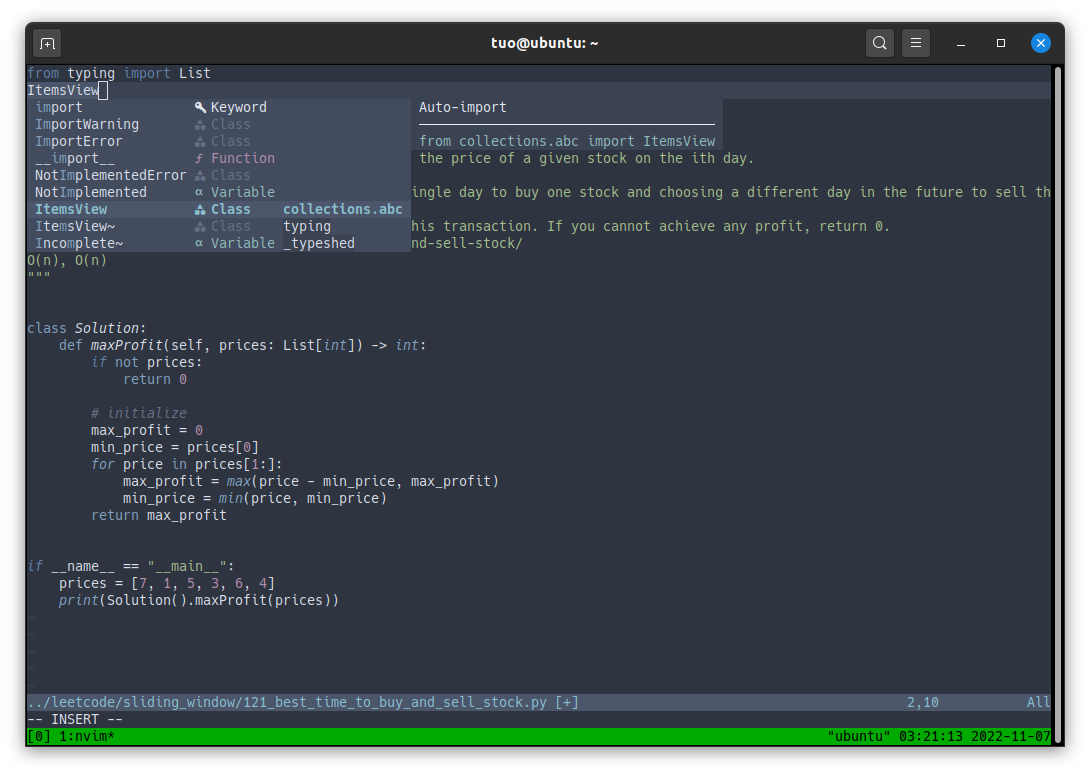 tuo@ubuntu: ~
from typing import List
ItemsView
import Keyword Auto-import
ImportWarning Class
ImportError Class from collections.abc import ItemsView
__import__ ƒ Function the price of a given stock on the ith day.
NotImplementedError Class
NotImplemented α Variable ingle day to buy one stock and choosing a different day in the future to sell th
ItemsView Class collections.abc
ItemsView~ Class typing his transaction. If you cannot achieve any profit, return 0.
Incomplete~ α Variable _typeshed nd-sell-stock/
O(n), O(n)
"""
class Solution:
    def maxProfit(self, prices: List[int]) -> int:
        if not prices:
            return 0
        # initialize
        max_profit = 0
        min_price = prices[0]
        for price in prices[1:]:
            max_profit = max(price - min_price, max_profit)
            min_price = min(price, min_price)
        return max_profit
if __name__ == "__main__":
    prices = [7, 1, 5, 3, 6, 4]
    print(Solution().maxProfit(prices))
~
~
~
~
~
../leetcode/sliding_window/121_best_time_to_buy_and_sell_stock.py [+] 2,10 All
-- INSERT --
[0] 1:nvim* "ubuntu" 03:21:13 2022-11-07